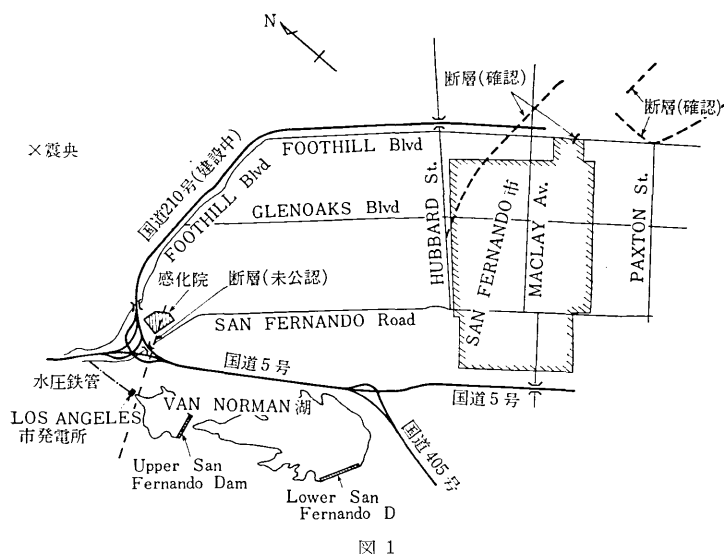 N
断層(確認)
断層(確認)
×震央
国道210号(建設中)
FOOTHILL Blvd
FOOTHILL Blvd
GLENOAKS Blvd
HUBBARD St.
SAN FERNANDO市
MACLAY Av.
PAXTON St.
感化院
断層(未公認)
SAN FERNANDO Road
国道5号
国道5号
水圧鉄管
LOS ANGELES
市発電所
VAN NORMAN湖
国道405号
Upper San
Fernando Dam
Lower San
Fernando D
図 1